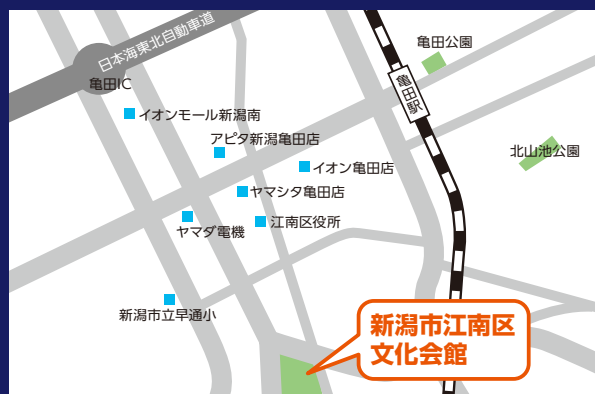 日本海東北自動車道
亀田公園
亀田IC
亀田駅
イオンモール新潟南
アピタ新潟亀田店
北山池公園
イオン亀田店
ヤマシタ亀田店
江南区役所
ヤマダ電機
新潟市立早通小
新潟市江南区
文化会館